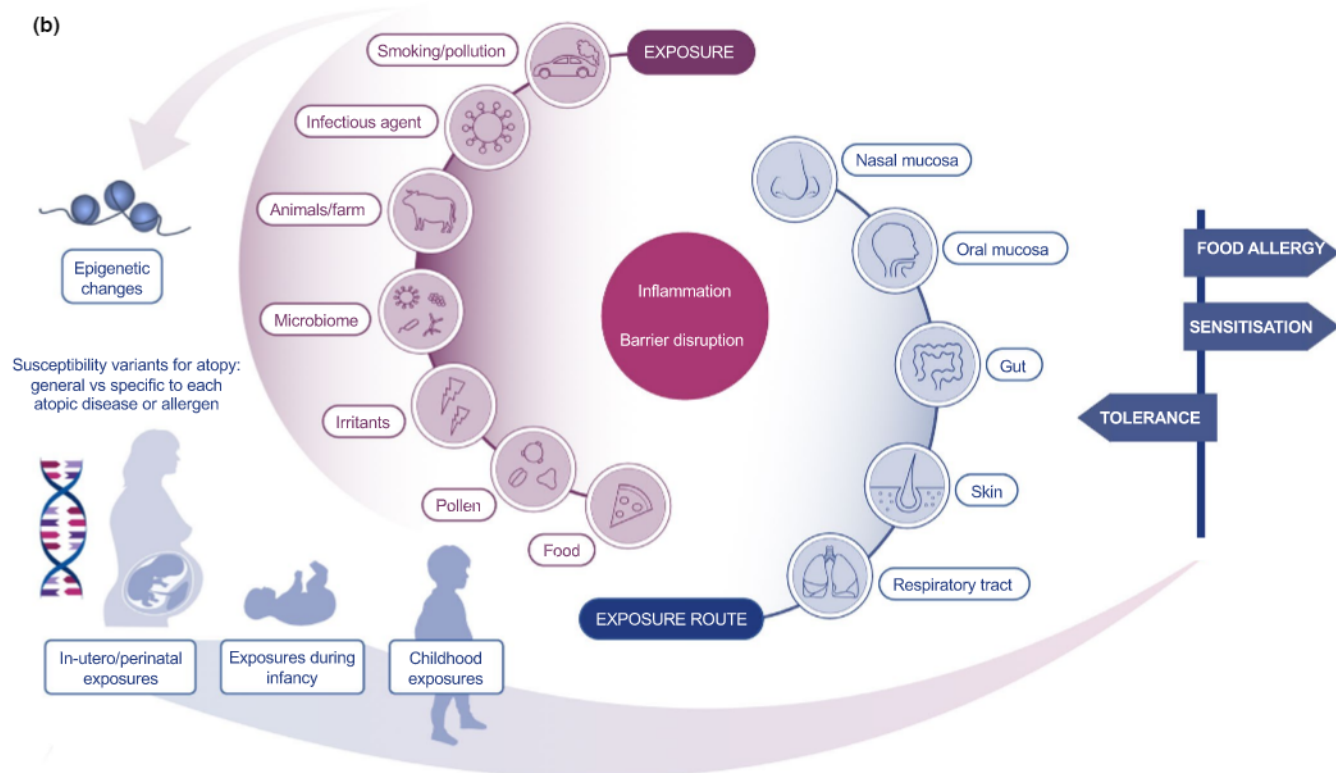 (b)
Smoking/pollution
EXPOSURE
Infectious agent
Animals/farm
Microbiome
Irritants
Pollen
Food
Epigenetic
changes
Susceptibility variants for atopy:
general vs specific to each
atopic disease or allergen
In-utero/perinatal
exposures
Exposures during
infancy
Childhood
exposures
Inflammation
Barrier disruption
Nasal mucosa
Oral mucosa
Gut
Skin
Respiratory tract
EXPOSURE ROUTE
FOOD ALLERGY
SENSITISATION
TOLERANCE